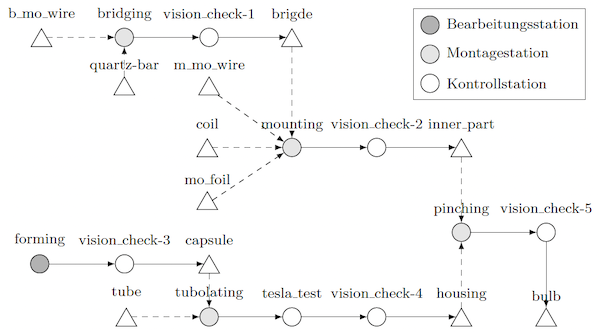 b_mo_wire bridging vision_check-1 brigde
Bearbeitungsstation
Montagestation
Kontrollstation
quartz-bar m_mo_wire
coil mounting vision_check-2 inner_part
mo_foil
pinching vision_check-5
forming vision_check-3 capsule
tube tubolating tesla_test vision_check-4 housing bulb